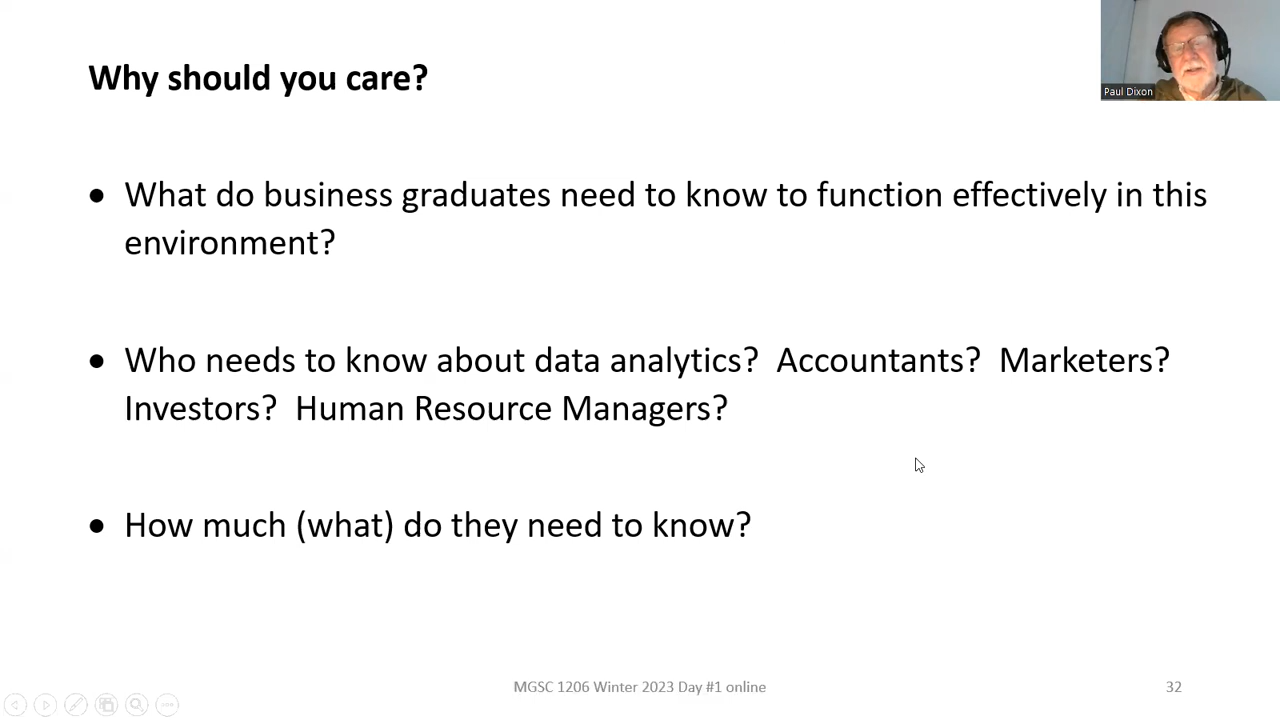 Paul Dixon
Why should you care?
• What do business graduates need to know to function effectively in this
environment?
• Who needs to know about data analytics?  Accountants?  Marketers?
Investors?  Human Resource Managers?
• How much (what) do they need to know?
MGSC 1206 Winter 2023 Day #1 online
32